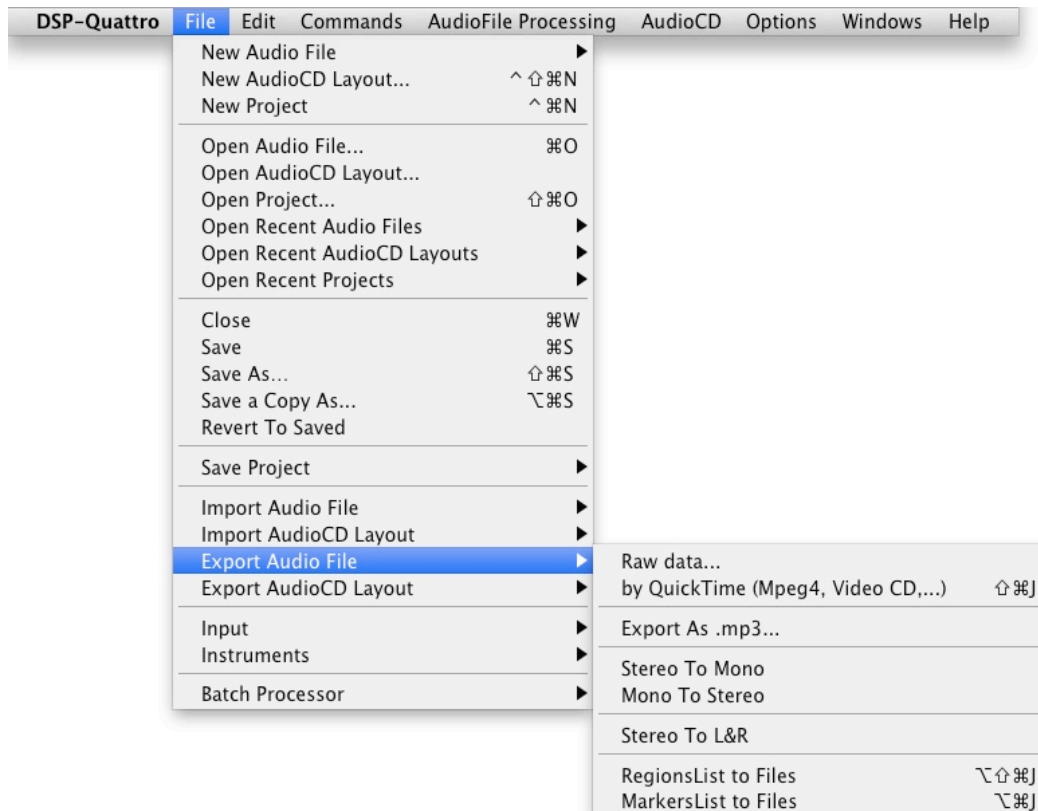 DSP-Quattro File Edit Commands AudioFile Processing AudioCD Options Windows Help
New Audio File ▶
New AudioCD Layout... ^⇧⌘N
New Project ^⌘N
Open Audio File... ⌘O
Open AudioCD Layout...
Open Project... ⇧⌘O
Open Recent Audio Files ▶
Open Recent AudioCD Layouts ▶
Open Recent Projects ▶
Close ⌘W
Save ⌘S
Save As... ⇧⌘S
Save a Copy As... ⌥⌘S
Revert To Saved
Save Project ▶
Import Audio File ▶
Import AudioCD Layout ▶
Export Audio File ▶
Export AudioCD Layout ▶
Input ▶
Instruments ▶
Batch Processor ▶
Raw data...
by QuickTime (Mpeg4, Video CD,...) ⇧⌘J
Export As .mp3...
Stereo To Mono
Mono To Stereo
Stereo To L&R
RegionsList to Files ⌥⇧⌘J
MarkersList to Files ⌥⌘J